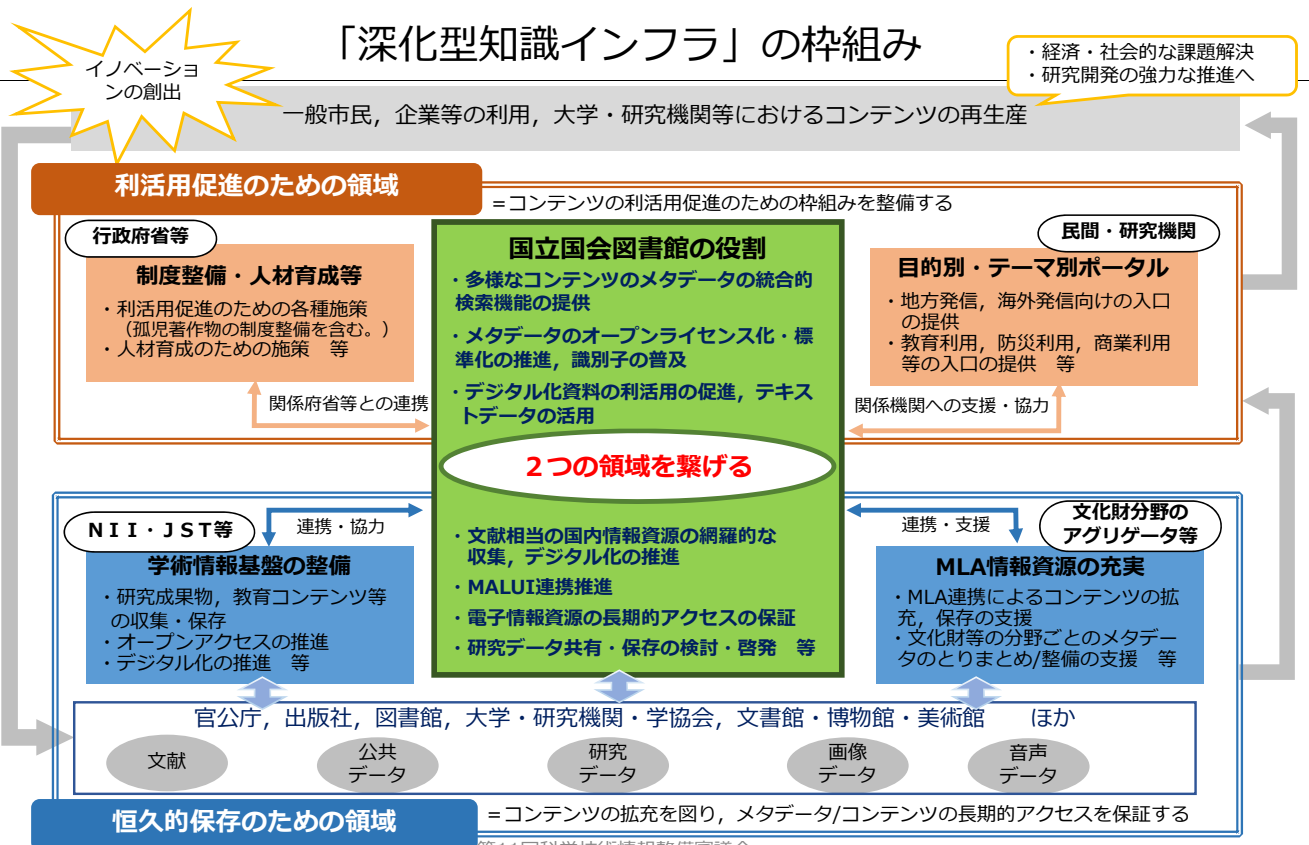 「深化型知識インフラ」の枠組み
イノベーショ
ンの創出
・経済・社会的な課題解決
・研究開発の強力な推進へ
一般市民，企業等の利用，大学・研究機関等におけるコンテンツの再生産
利活用促進のための領域
＝コンテンツの利活用促進のための枠組みを整備する
行政府省等
制度整備・人材育成等
・利活用促進のための各種施策
（孤児著作物の制度整備を含む。）
・人材育成のための施策　等
関係府省等との連携
国立国会図書館の役割
・多様なコンテンツのメタデータの統合的
検索機能の提供
・メタデータのオープンライセンス化・標
準化の推進，識別子の普及
・デジタル化資料の利活用の促進，テキス
トデータの活用
民間・研究機関
目的別・テーマ別ポータル
・地方発信，海外発信向けの入口
の提供
・教育利用，防災利用，商業利用
等の入口の提供　等
関係機関への支援・協力
２つの領域を繋げる
ＮＩＩ・ＪＳＴ等
連携・協力
学術情報基盤の整備
・研究成果物，教育コンテンツ等
の収集・保存
・オープンアクセスの推進
・デジタル化の推進　等
・文献相当の国内情報資源の網羅的な
収集，デジタル化の推進
・MALUI連携推進
・電子情報資源の長期的アクセスの保証
・研究データ共有・保存の検討・啓発　等
連携・支援
文化財分野の
アグリゲータ等
MLA情報資源の充実
・MLA連携によるコンテンツの拡
充，保存の支援
・文化財等の分野ごとのメタデー
タのとりまとめ/整備の支援　等
官公庁，出版社，図書館，大学・研究機関・学協会，文書館・博物館・美術館　　ほか
文献
公共
データ
研究
データ
画像
データ
音声
データ
恒久的保存のための領域
＝コンテンツの拡充を図り，メタデータ/コンテンツの長期的アクセスを保証する